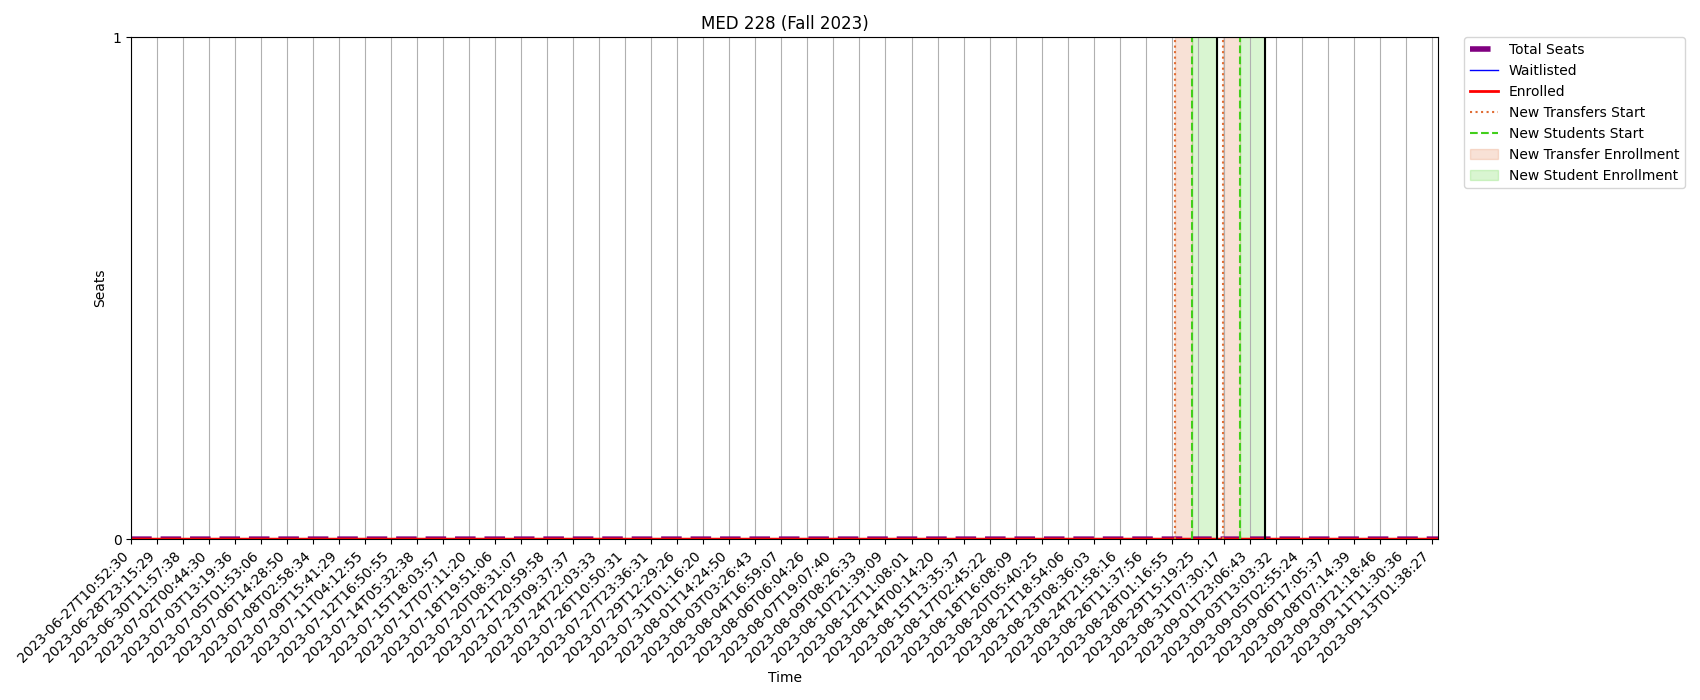 MED 228 (Fall 2023)
1
Seats
0
Total Seats
Waitlisted
Enrolled
New Transfers Start
New Students Start
New Transfer Enrollment
New Student Enrollment
2023-06-27T10:52:30
2023-06-28T23:15:29
2023-06-30T11:57:38
2023-07-02T00:44:30
2023-07-03T13:19:36
2023-07-05T01:53:06
2023-07-06T14:28:50
2023-07-08T02:58:34
2023-07-09T15:41:29
2023-07-11T04:12:55
2023-07-12T16:50:55
2023-07-14T05:32:38
2023-07-15T18:03:57
2023-07-17T07:11:20
2023-07-18T19:51:06
2023-07-20T08:31:07
2023-07-21T20:59:58
2023-07-23T09:37:37
2023-07-24T22:03:33
2023-07-26T10:50:31
2023-07-27T23:36:31
2023-07-29T12:29:26
2023-07-31T01:16:20
2023-08-01T14:24:50
2023-08-03T03:26:43
2023-08-04T16:59:07
2023-08-06T06:04:26
2023-08-07T19:07:40
2023-08-09T08:26:33
2023-08-10T21:39:09
2023-08-12T11:08:01
2023-08-14T00:14:20
2023-08-15T13:35:37
2023-08-17T02:45:22
2023-08-18T16:08:09
2023-08-20T05:40:25
2023-08-21T18:54:06
2023-08-23T08:36:03
2023-08-24T21:58:16
2023-08-26T11:37:56
2023-08-28T01:16:55
2023-08-29T15:19:25
2023-08-31T07:30:17
2023-09-01T23:06:43
2023-09-03T13:03:32
2023-09-05T02:55:24
2023-09-06T17:05:37
2023-09-08T07:14:39
2023-09-09T21:18:46
2023-09-11T11:30:36
2023-09-13T01:38:27
Time